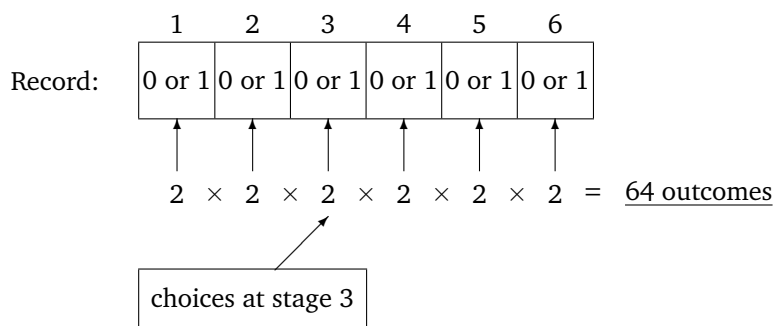 1 2 3 4 5 6
Record: 0 or 1 0 or 1 0 or 1 0 or 1 0 or 1 0 or 1
2 × 2 × 2 × 2 × 2 × 2 = 64 outcomes
choices at stage 3